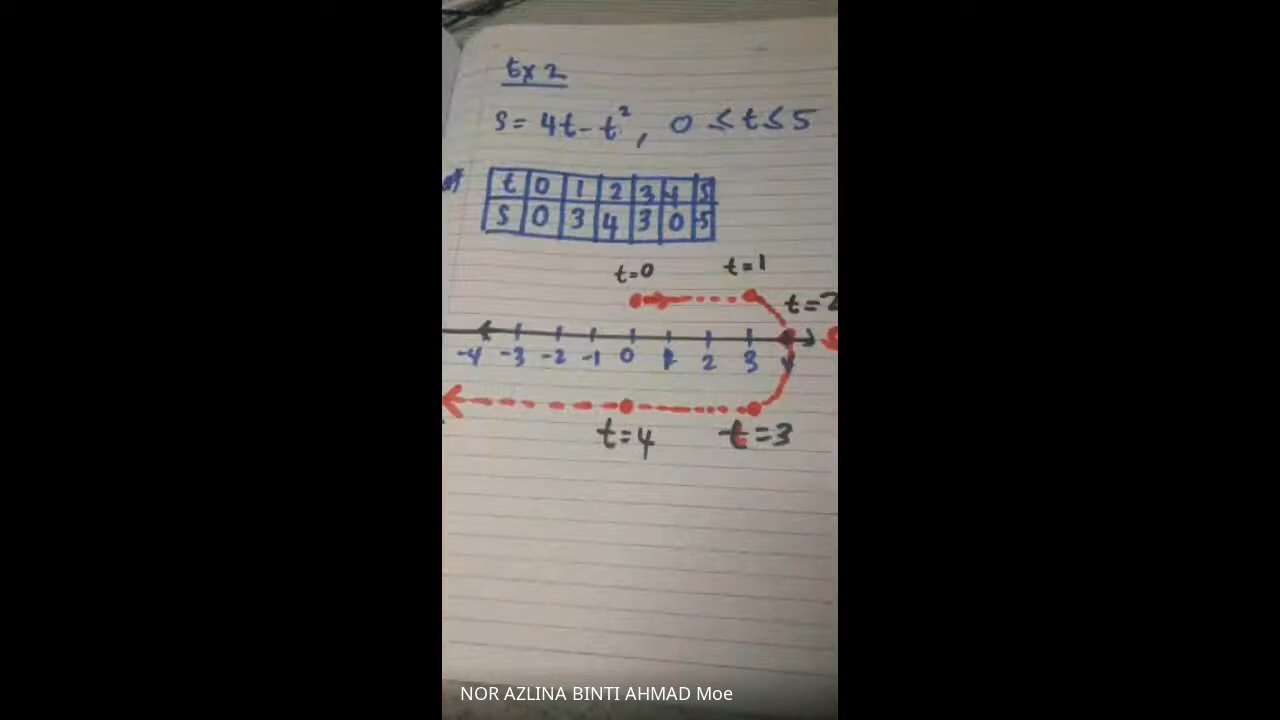 Ex 2
s = 4t - t², 0 ≤ t ≤ 5
t 0 1 2 3 4 5
s 0 3 4 3 0 -5
t=0 t=1
t=2
-4 -3 -2 -1 0 1 2 3
t=4 t=3
NOR AZLINA BINTI AHMAD Moe